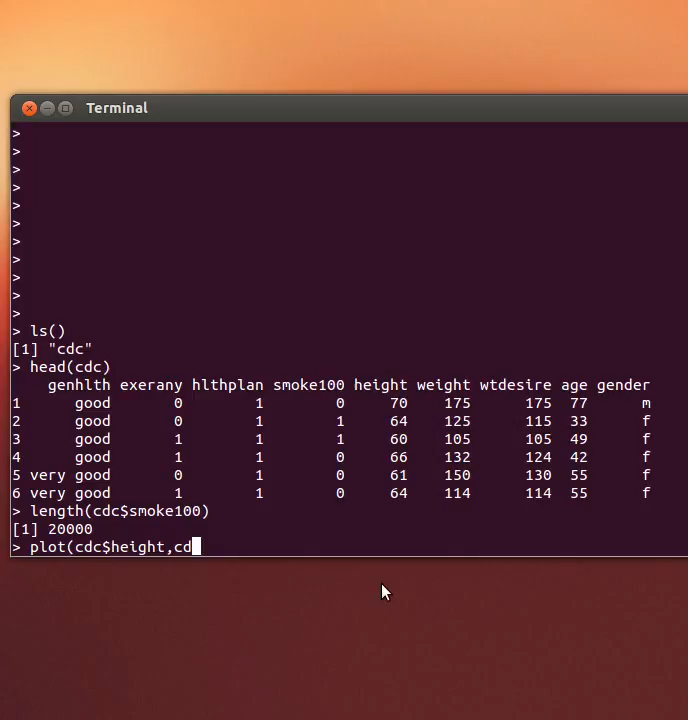 Terminal
>
>
>
>
>
>
>
>
>
>
>
> ls()
[1] "cdc"
> head(cdc)
genhlth exerany hlthplan smoke100 height weight wtdesire age gender
1 good 0 1 0 70 175 175 77 m
2 good 0 1 1 64 125 115 33 f
3 good 1 1 1 60 105 105 49 f
4 good 1 1 0 66 132 124 42 f
5 very good 0 1 0 61 150 130 55 f
6 very good 1 1 0 64 114 114 55 f
> length(cdc$smoke100)
[1] 20000
> plot(cdc$height,cd